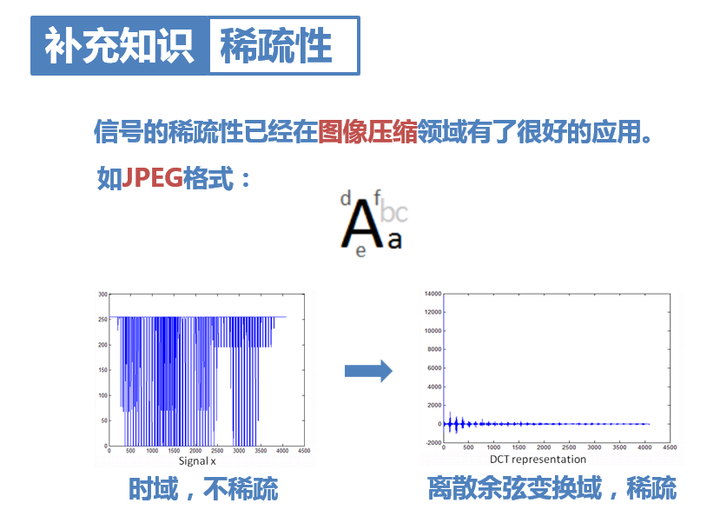 补充知识 稀疏性
信号的稀疏性已经在图像压缩领域有了很好的应用。
如JPEG格式：
d f
A bc
e a
300
250
200
150
100
50
0
0 500 1000 1500 2000 2500 3000 3500 4000 4500
Signal x
时域，不稀疏
14000
12000
10000
8000
6000
4000
2000
0
-2000
0 500 1000 1500 2000 2500 3000 3500 4000 4500
DCT representation
离散余弦变换域，稀疏